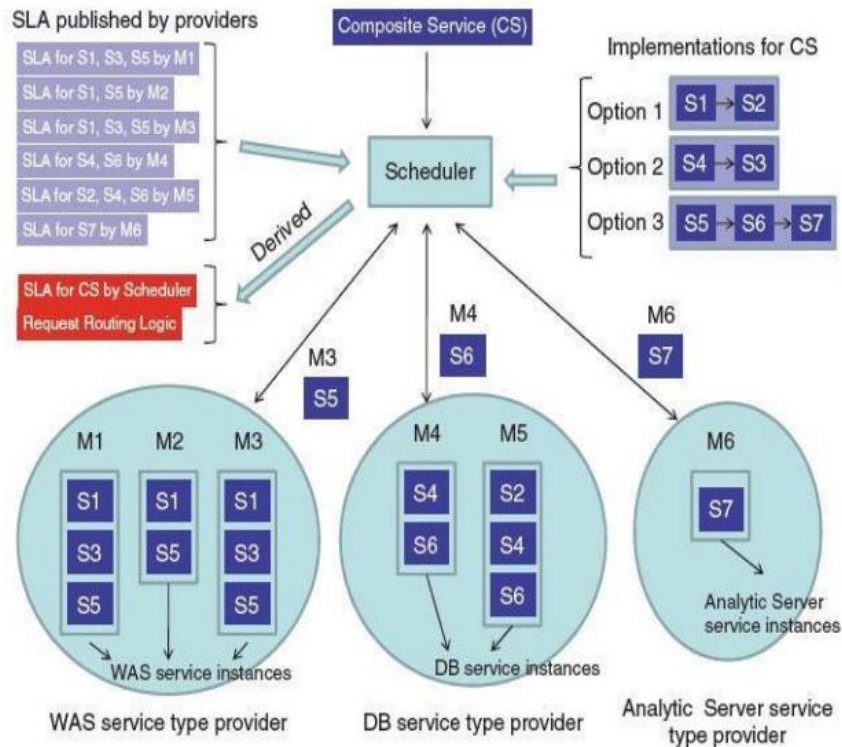 SLA published by providers
SLA for S1, S3, S5 by M1
SLA for S1, S5 by M2
SLA for S1, S3, S5 by M3
SLA for S4, S6 by M4
SLA for S2, S4, S6 by M5
SLA for S7 by M6
SLA for CS by Scheduler
Request Routing Logic
Derived
Composite Service (CS)
Scheduler
Implementations for CS
Option 1
S1
S2
Option 2
S4
S3
Option 3
S5
S6
S7
M3
S5
M4
S6
M6
S7
M1
M2
M3
S1
S3
S5
S1
S5
S1
S3
S5
WAS service instances
WAS service type provider
M4
M5
S4
S6
S2
S4
S6
DB service instances
DB service type provider
M6
S7
Analytic Server
service instances
Analytic Server service
type provider